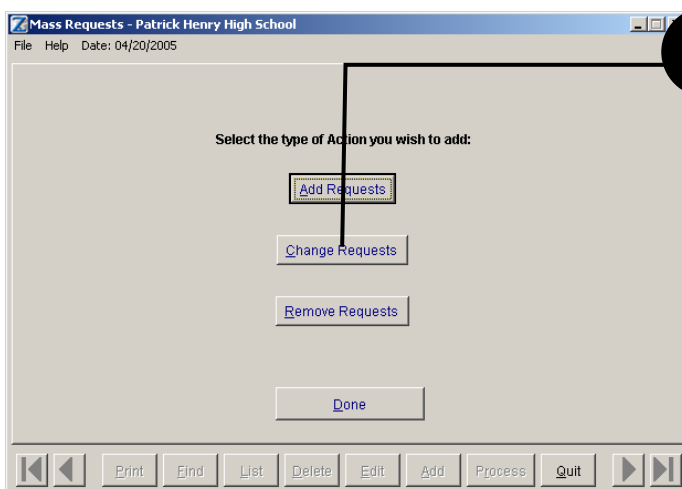 Mass Requests - Patrick Henry High School
File Help Date: 04/20/2005
Select the type of Action you wish to add:
Add Requests
Change Requests
Remove Requests
Done
Print Find List Delete Edit Add Process Quit